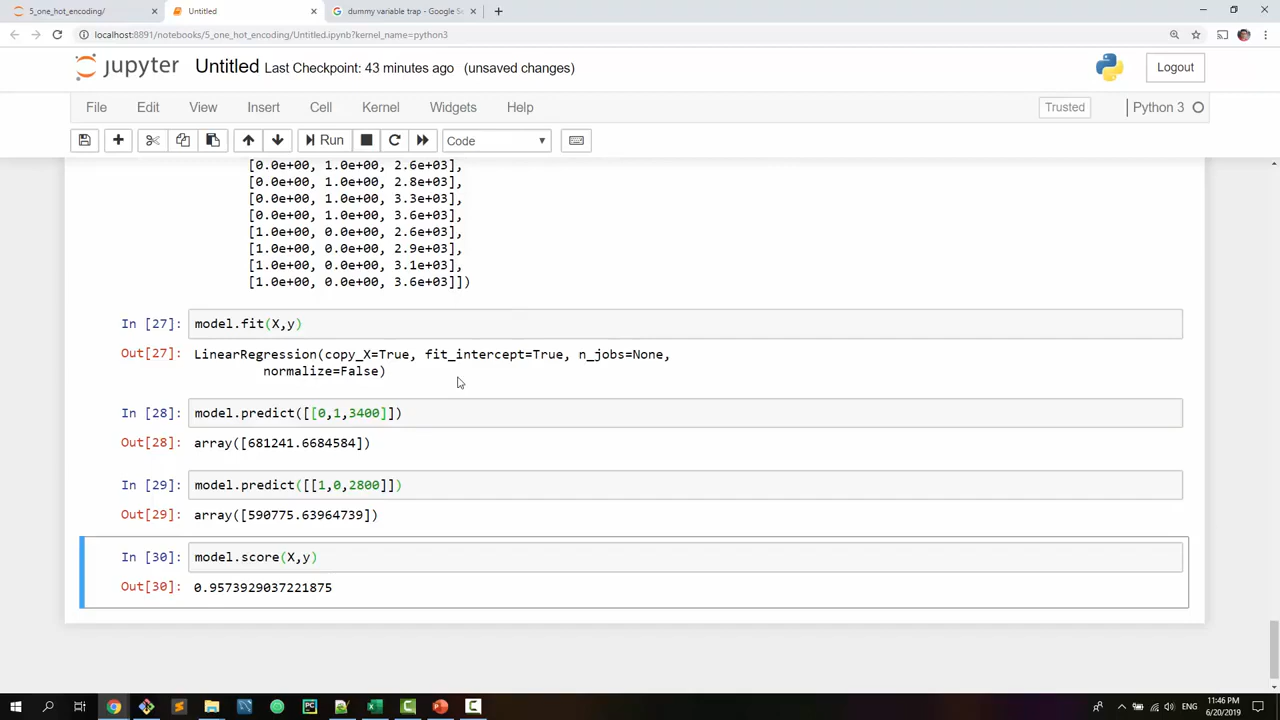 5_one_hot_encoding/
Untitled
dummy variable trap - Google Se
localhost:8891/notebooks/5_one_hot_encoding/Untitled.ipynb?kernel_name=python3
jupyter Untitled Last Checkpoint: 43 minutes ago (unsaved changes)
Logout
File Edit View Insert Cell Kernel Widgets Help
Trusted
Python 3
Run
Code
[0.0e+00, 1.0e+00, 2.6e+03],
[0.0e+00, 1.0e+00, 2.8e+03],
[0.0e+00, 1.0e+00, 3.3e+03],
[0.0e+00, 1.0e+00, 3.6e+03],
[1.0e+00, 0.0e+00, 2.6e+03],
[1.0e+00, 0.0e+00, 2.9e+03],
[1.0e+00, 0.0e+00, 3.1e+03],
[1.0e+00, 0.0e+00, 3.6e+03]])
In [27]: model.fit(X,y)
Out[27]: LinearRegression(copy_X=True, fit_intercept=True, n_jobs=None,
normalize=False)
In [28]: model.predict([[0,1,3400]])
Out[28]: array([681241.6684584])
In [29]: model.predict([[1,0,2800]])
Out[29]: array([590775.63964739])
In [30]: model.score(X,y)
Out[30]: 0.9573929037221875
11:46 PM
ENG
6/20/2019